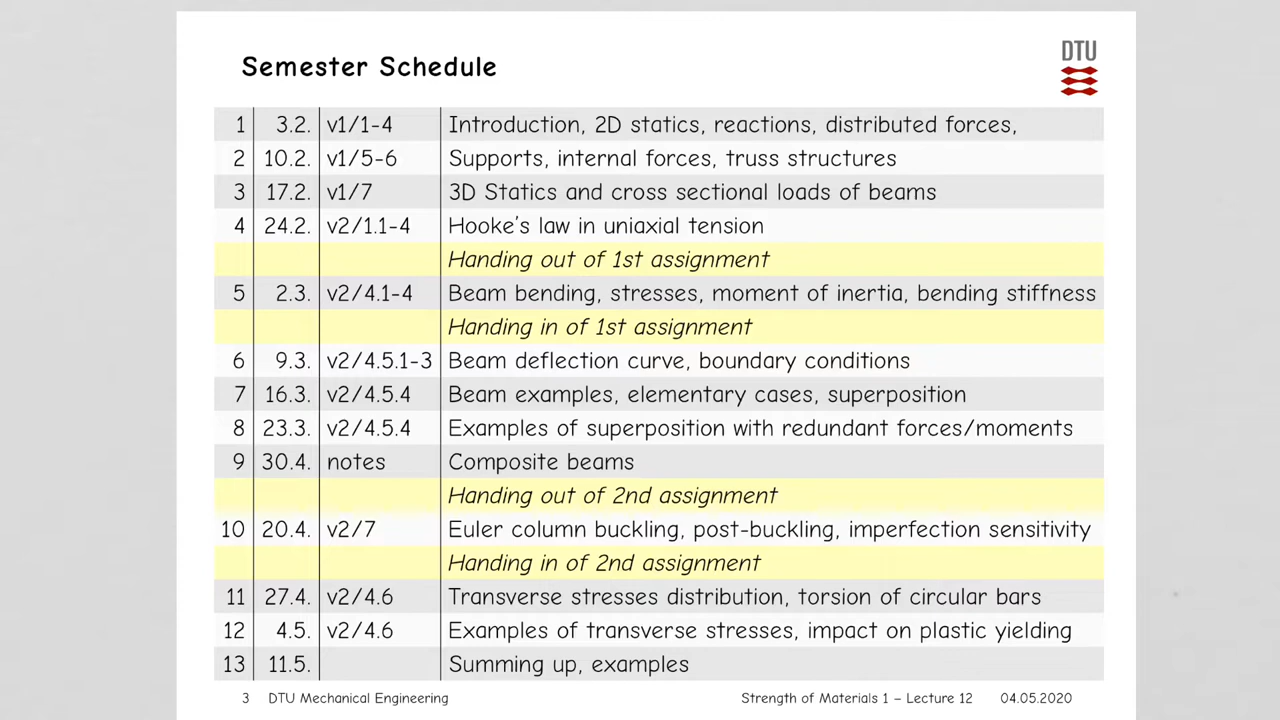 Semester Schedule
DTU
1 3.2. v1/1-4 Introduction, 2D statics, reactions, distributed forces,
2 10.2. v1/5-6 Supports, internal forces, truss structures
3 17.2. v1/7 3D Statics and cross sectional loads of beams
4 24.2. v2/1.1-4 Hooke's law in uniaxial tension
Handing out of 1st assignment
5 2.3. v2/4.1-4 Beam bending, stresses, moment of inertia, bending stiffness
Handing in of 1st assignment
6 9.3. v2/4.5.1-3 Beam deflection curve, boundary conditions
7 16.3. v2/4.5.4 Beam examples, elementary cases, superposition
8 23.3. v2/4.5.4 Examples of superposition with redundant forces/moments
9 30.4. notes Composite beams
Handing out of 2nd assignment
10 20.4. v2/7 Euler column buckling, post-buckling, imperfection sensitivity
Handing in of 2nd assignment
11 27.4. v2/4.6 Transverse stresses distribution, torsion of circular bars
12 4.5. v2/4.6 Examples of transverse stresses, impact on plastic yielding
13 11.5. Summing up, examples
3 DTU Mechanical Engineering Strength of Materials 1 – Lecture 12 04.05.2020